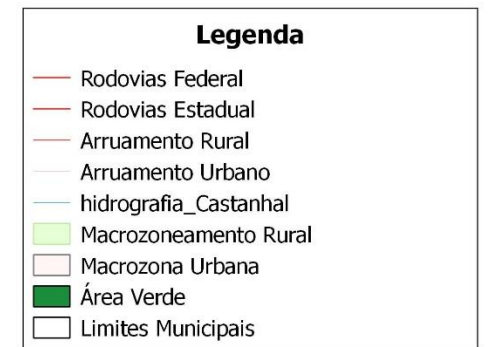 Legenda
Rodovias Federal
Rodovias Estadual
Arruamento Rural
Arruamento Urbano
hidrografia_Castanhal
Macrozoneamento Rural
Macrozona Urbana
Área Verde
Limites Municipais